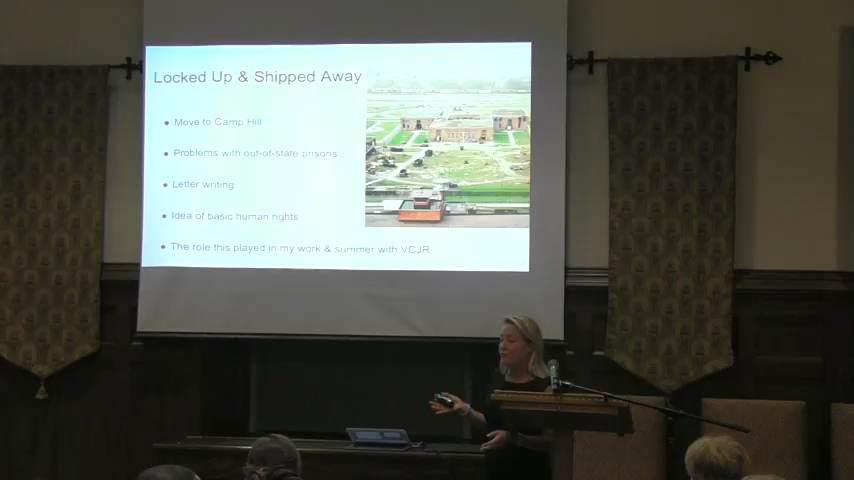 Locked Up & Shipped Away
• Move to Camp Hill
• Problems with out-of-state prisons
• Letter writing
• Idea of basic human rights
• The role this played in my work & summer with VCJR